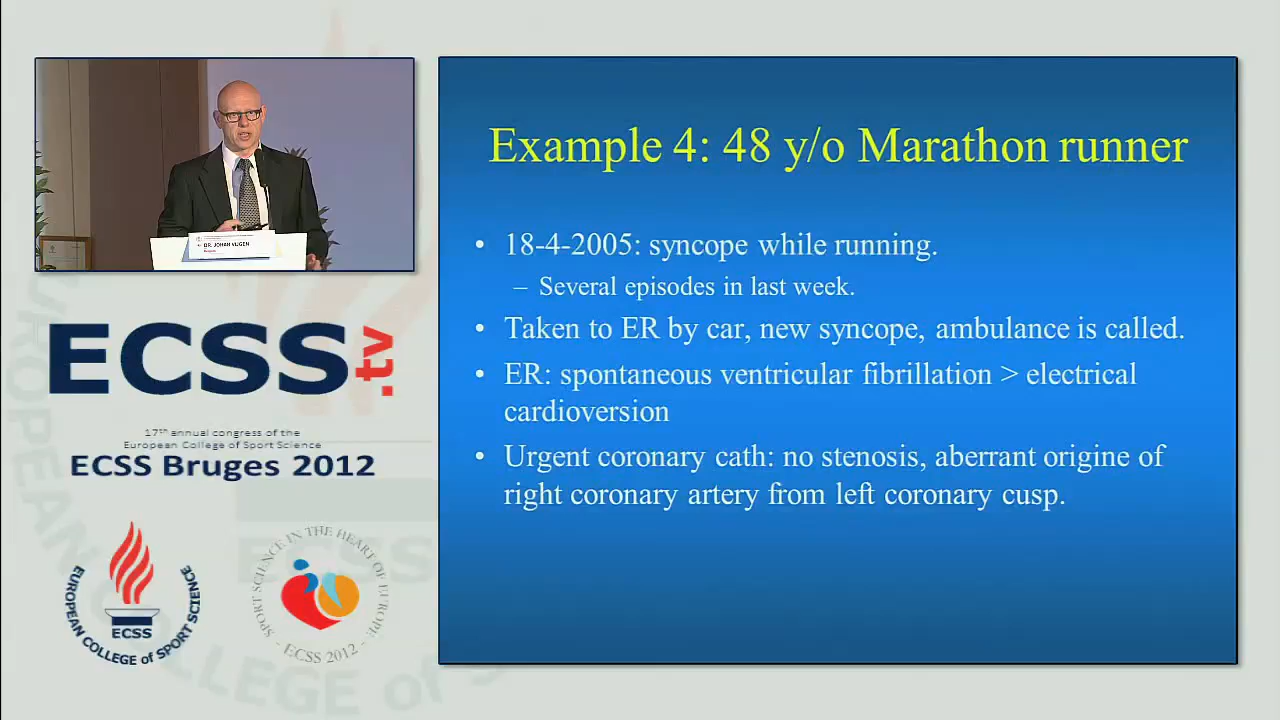 DR. JOHAN VIJGEN
ECSS.tv
17th annual congress of the
European College of Sport Science
ECSS Bruges 2012
EUROPEAN COLLEGE of SPORT SCIENCE
ECSS
SPORT SCIENCE IN THE HEART OF EUROPE
- ECSS 2012 -
Example 4: 48 y/o Marathon runner
• 18-4-2005: syncope while running.
– Several episodes in last week.
• Taken to ER by car, new syncope, ambulance is called.
• ER: spontaneous ventricular fibrillation > electrical
cardioversion
• Urgent coronary cath: no stenosis, aberrant origine of
right coronary artery from left coronary cusp.